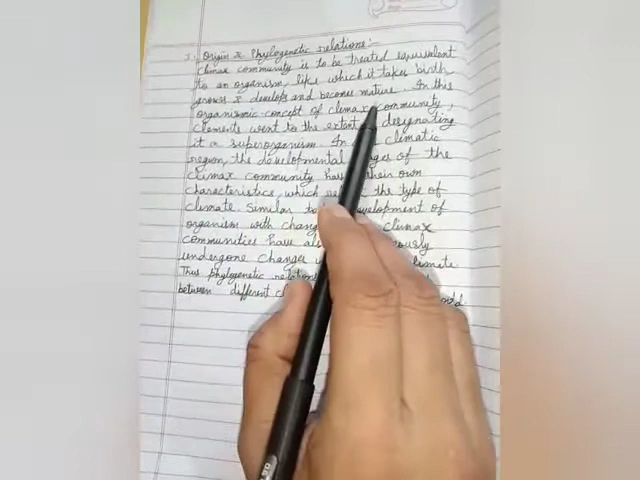 1. Origin & Phylogenetic relations:-
Climax community is to be treated equivalent
to an organism, like which it takes birth
grows & develops and become mature. In this
organismic concept of climax community,
Clements went to the extent designating
it a superorganism. In climatic
region, the developmental of the
climax community have their own
characteristics, which the type of
climate. Similar to development of
organism with climax
communities have
undergone changes
Thus phylogenetic
between different